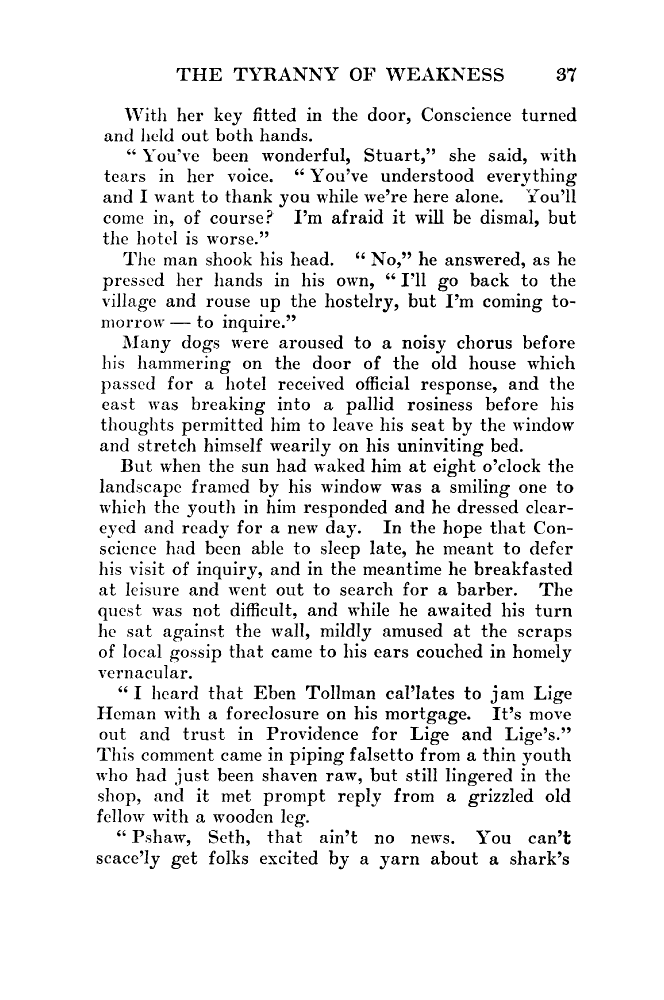 THE TYRANNY OF WEAKNESS 37
With her key fitted in the door, Conscience turned
and held out both hands.
“ You’ve been wonderful, Stuart,” she said, with
tears in her voice. “ You’ve understood everything
and I want to thank you while we’re here alone. You’ll
come in, of course? I’m afraid it will be dismal, but
the hotel is worse.”
The man shook his head. “ No,” he answered, as he
pressed her hands in his own, “ I’ll go back to the
village and rouse up the hostelry, but I’m coming to-
morrow — to inquire.”
Many dogs were aroused to a noisy chorus before
his hammering on the door of the old house which
passed for a hotel received official response, and the
east was breaking into a pallid rosiness before his
thoughts permitted him to leave his seat by the window
and stretch himself wearily on his uninviting bed.
But when the sun had waked him at eight o’clock the
landscape framed by his window was a smiling one to
which the youth in him responded and he dressed clear-
eyed and ready for a new day. In the hope that Con-
science had been able to sleep late, he meant to defer
his visit of inquiry, and in the meantime he breakfasted
at leisure and went out to search for a barber. The
quest was not difficult, and while he awaited his turn
he sat against the wall, mildly amused at the scraps
of local gossip that came to his ears couched in homely
vernacular.
“ I heard that Eben Tollman cal’lates to jam Lige
Heman with a foreclosure on his mortgage. It’s move
out and trust in Providence for Lige and Lige’s.”
This comment came in piping falsetto from a thin youth
who had just been shaven raw, but still lingered in the
shop, and it met prompt reply from a grizzled old
fellow with a wooden leg.
“ Pshaw, Seth, that ain’t no news. You can’t
scace’ly get folks excited by a yarn about a shark’s